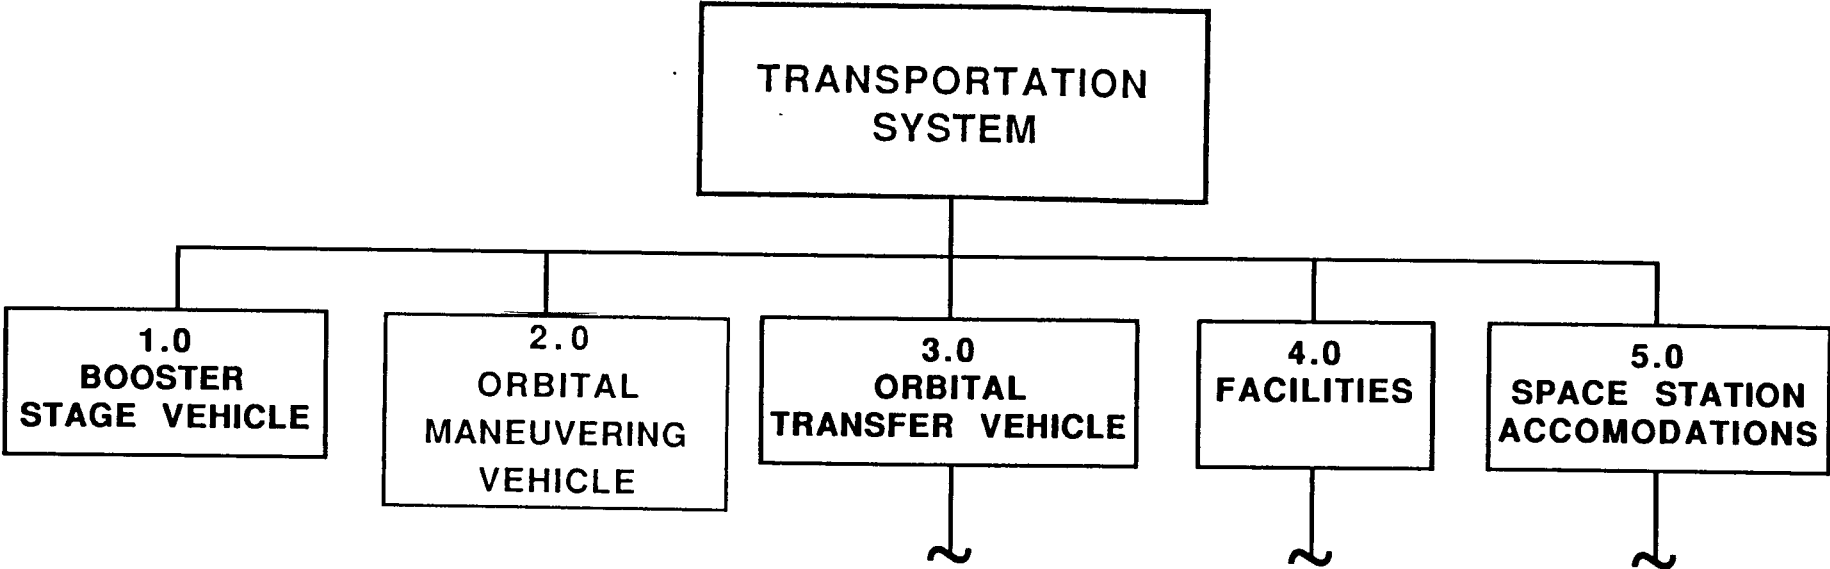 TRANSPORTATION
SYSTEM
1.0
BOOSTER
STAGE VEHICLE
2.0
ORBITAL
MANEUVERING
VEHICLE
3.0
ORBITAL
TRANSFER VEHICLE
4.0
FACILITIES
5.0
SPACE STATION
ACCOMODATIONS